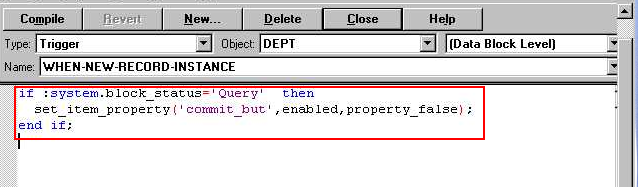 Compile Revert New... Delete Close Help
Type: Trigger Object: DEPT (Data Block Level)
Name: WHEN-NEW-RECORD-INSTANCE
if :system.block_status='Query' then
set_item_property('commit_but',enabled,property_false);
end if;